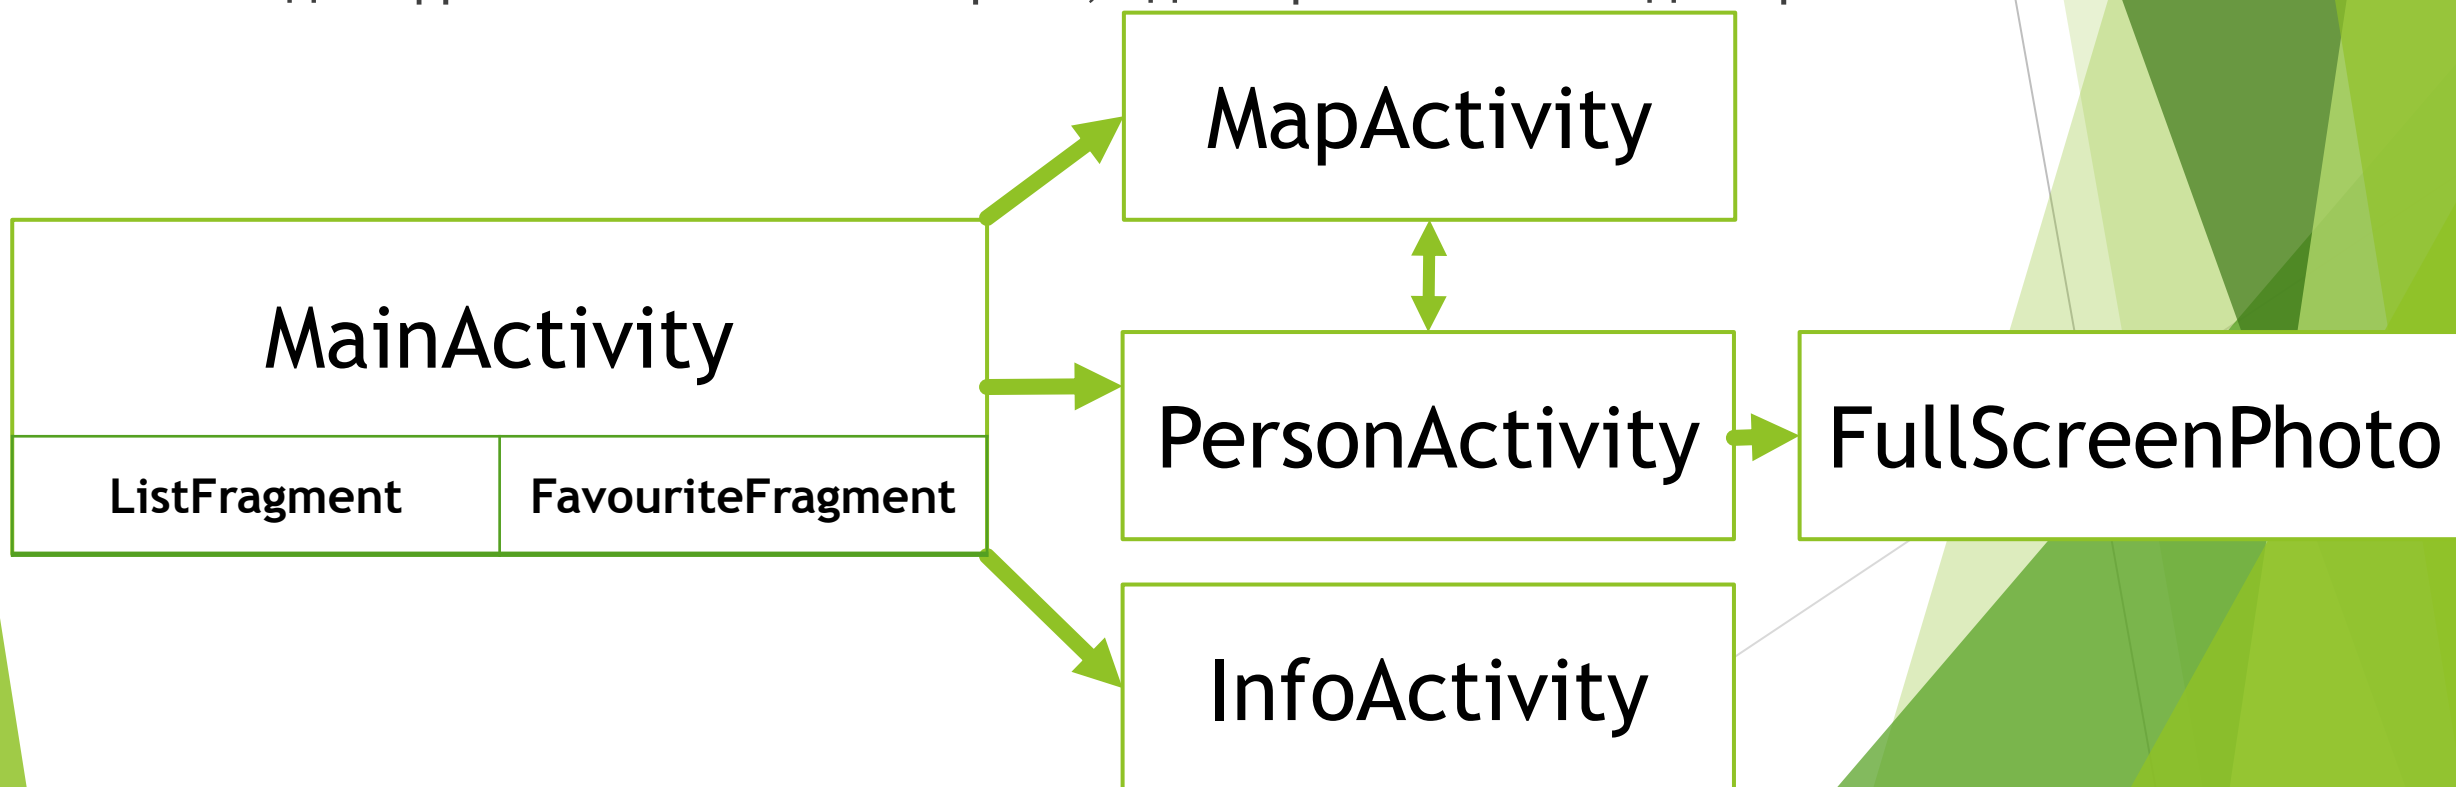 MapActivity
MainActivity
ListFragment FavouriteFragment
PersonActivity
FullScreenPhoto
InfoActivity